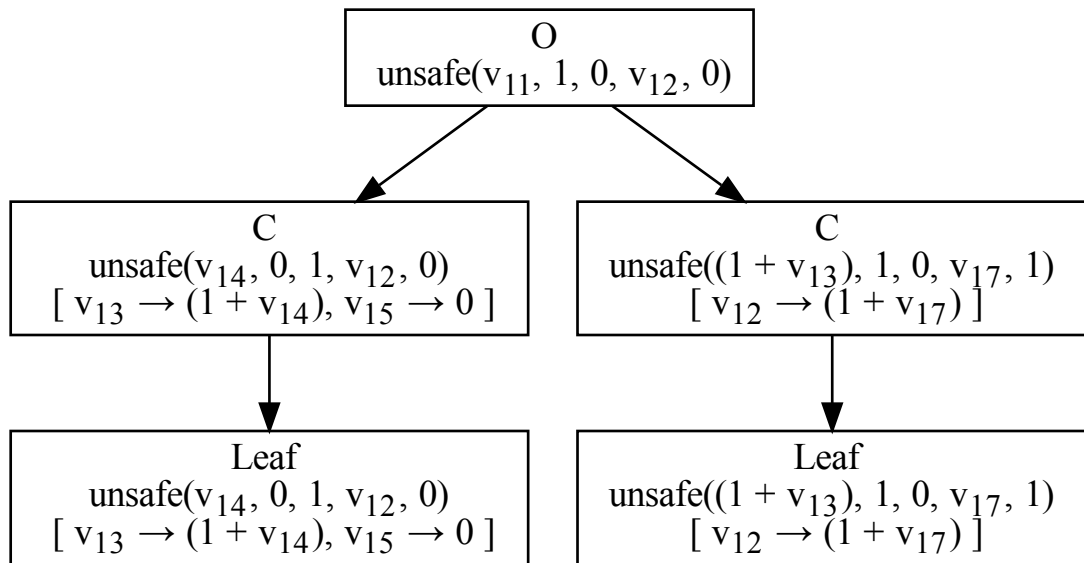 O
unsafe(v₁₁, 1, 0, v₁₂, 0)
C
unsafe(v₁₄, 0, 1, v₁₂, 0)
[ v₁₃ → (1 + v₁₄), v₁₅ → 0 ]
C
unsafe((1 + v₁₃), 1, 0, v₁₇, 1)
[ v₁₂ → (1 + v₁₇) ]
Leaf
unsafe(v₁₄, 0, 1, v₁₂, 0)
[ v₁₃ → (1 + v₁₄), v₁₅ → 0 ]
Leaf
unsafe((1 + v₁₃), 1, 0, v₁₇, 1)
[ v₁₂ → (1 + v₁₇) ]